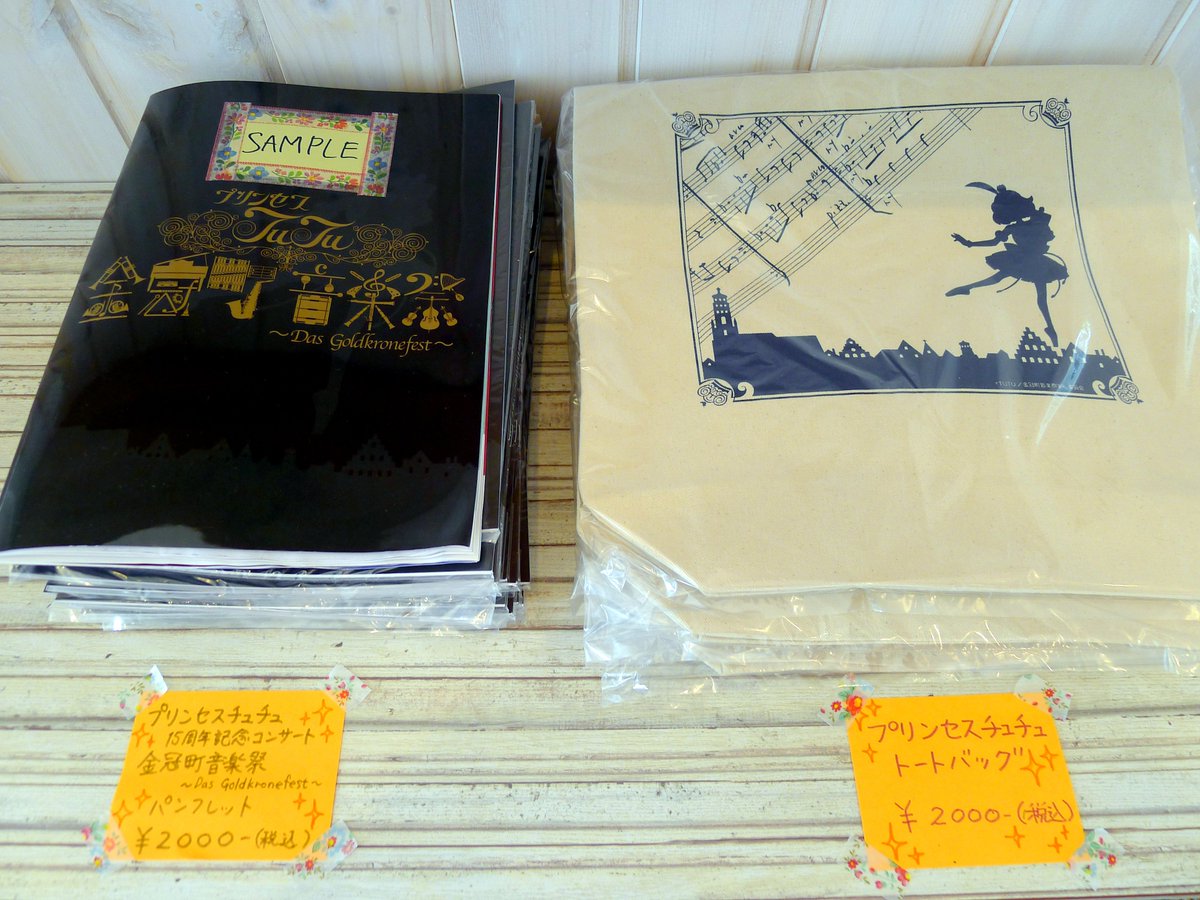 SAMPLE
プリンセス
TuTu
金冠町音楽祭
～Das Goldkronefest～
プリンセスチュチュ
15周年記念コンサート
金冠町音楽祭
～Das Goldkronefest～
パンフレット
￥2000-(税込)
pizz
プリンセスチュチュ
トートバッグ
￥2000-(税込)